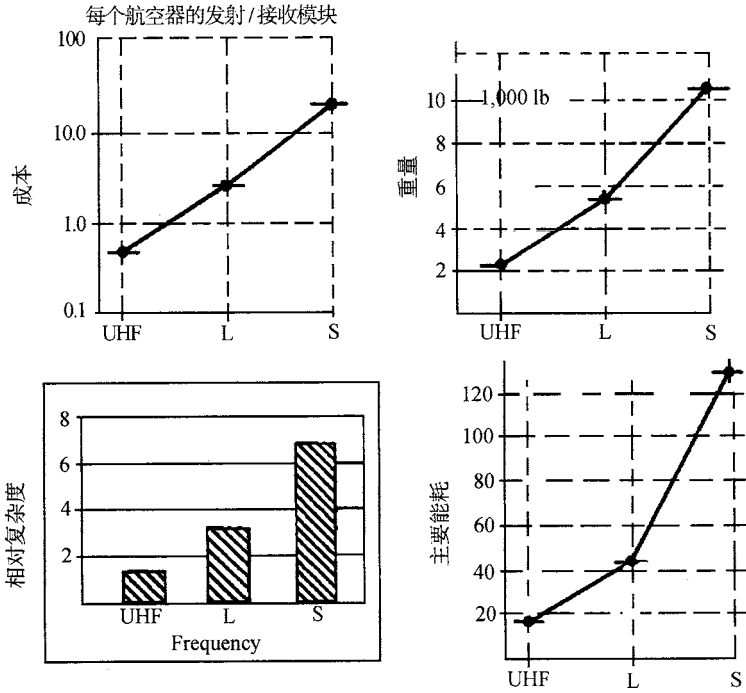 每个航空器的发射/接收模块
100
10.0
1.0
0.1
成本
UHF L S
1,000 lb
10
8
6
4
2
重量
UHF L S
8
6
4
2
相对复杂度
UHF L S
Frequency
120
100
80
60
40
20
主要能耗
UHF L S